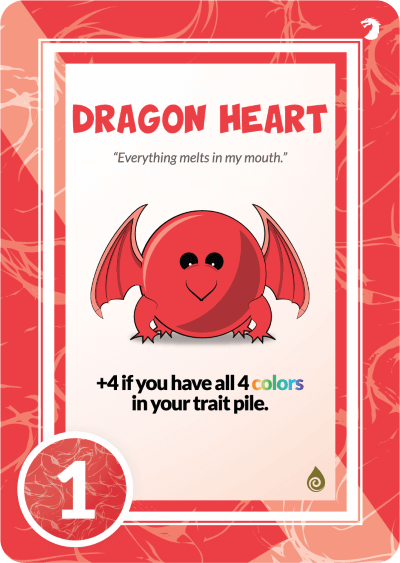 DRAGON HEART
“Everything melts in my mouth.”
+4 if you have all 4 colors
in your trait pile.
1